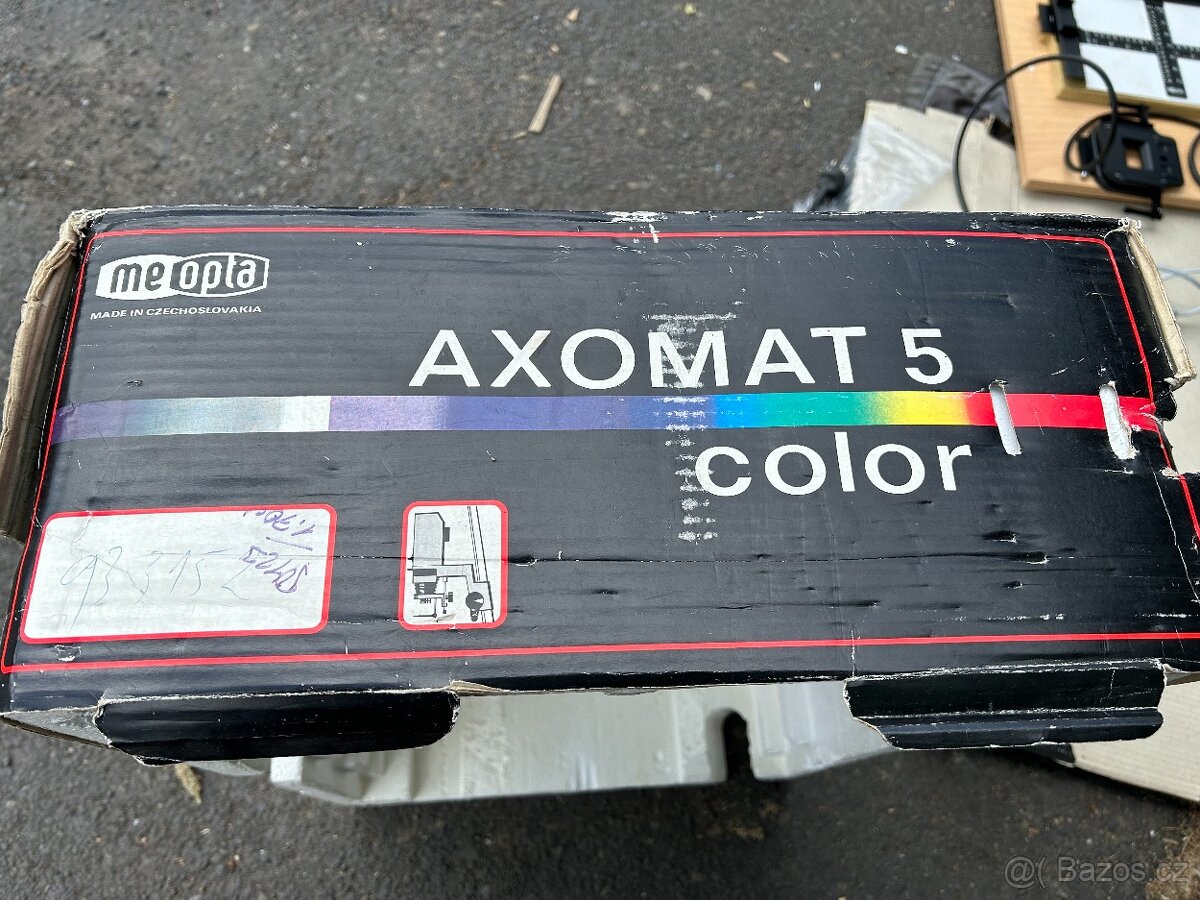 meopta
MADE IN CZECHOSLOVAKIA
AXOMAT 5
color
@( Bazos.cz